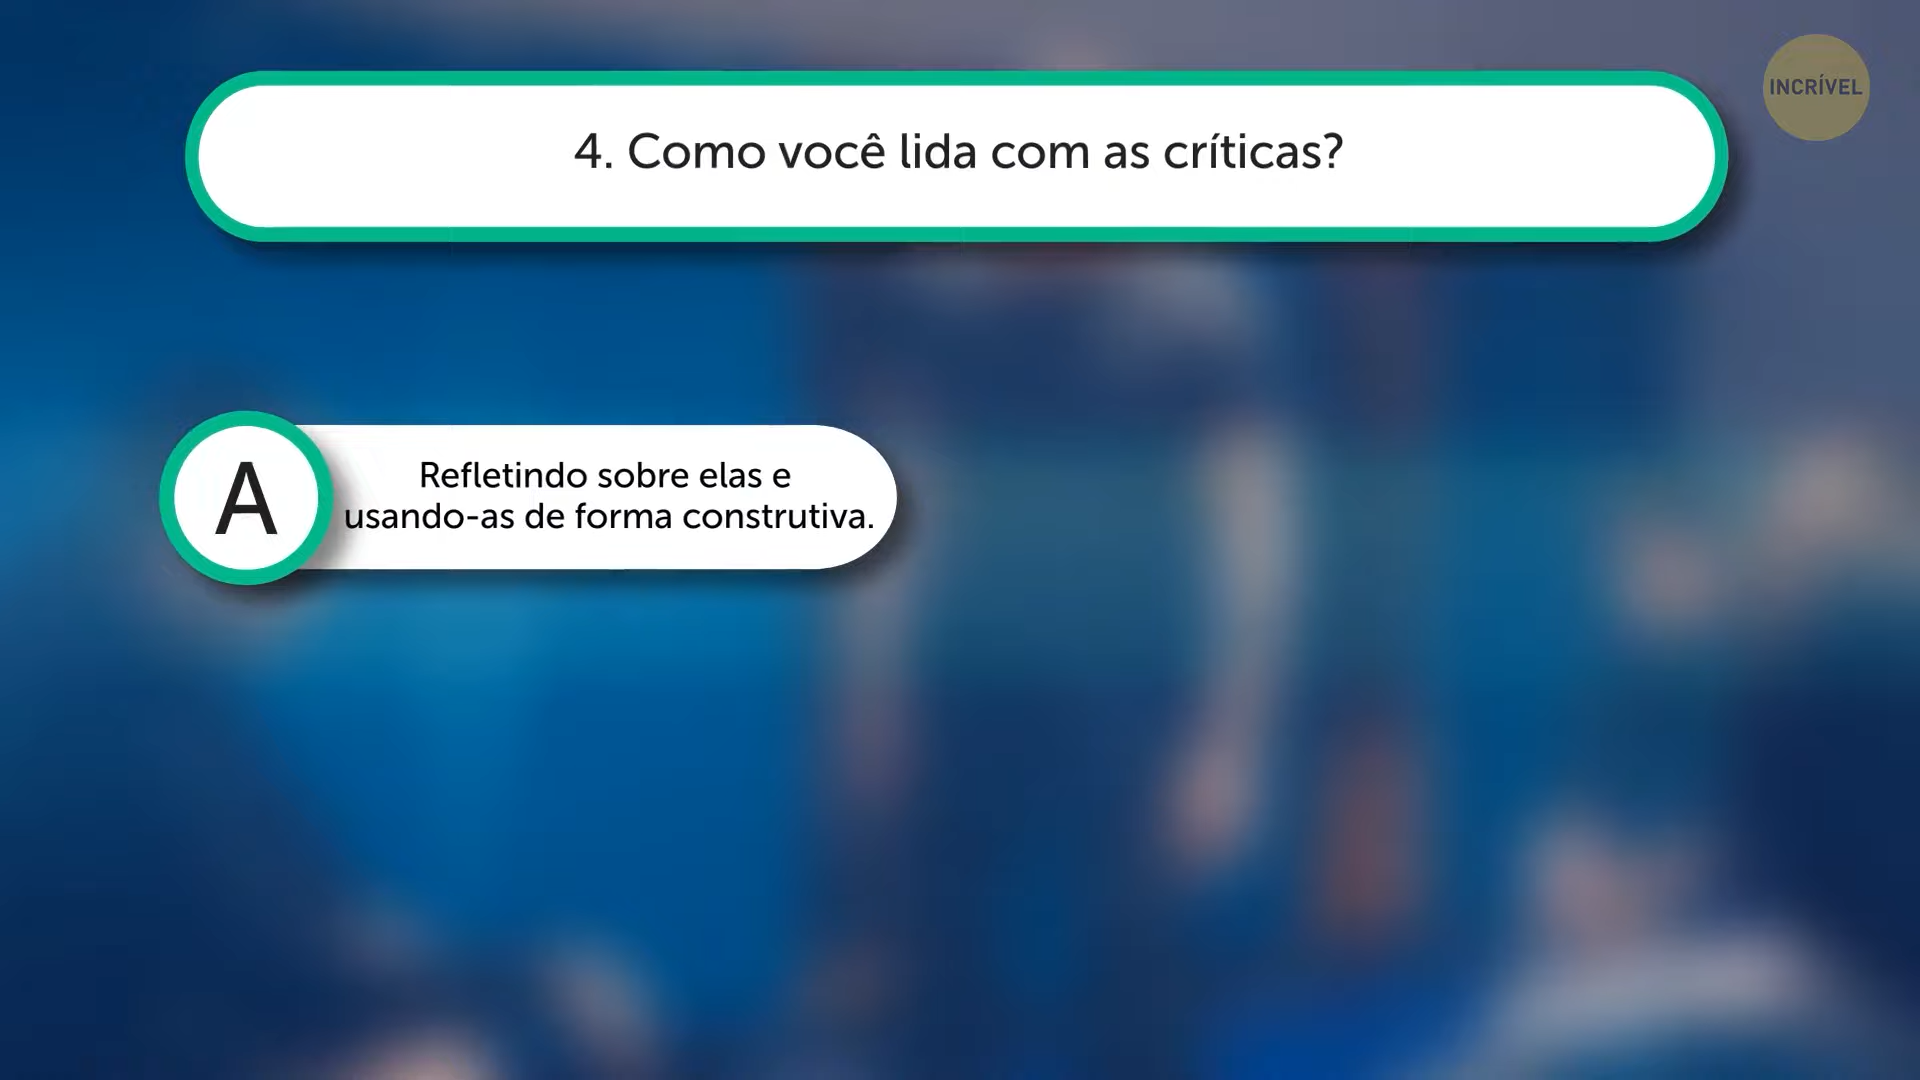 INCRÍVEL
4. Como você lida com as críticas?
A
Refletindo sobre elas e
usando-as de forma construtiva.